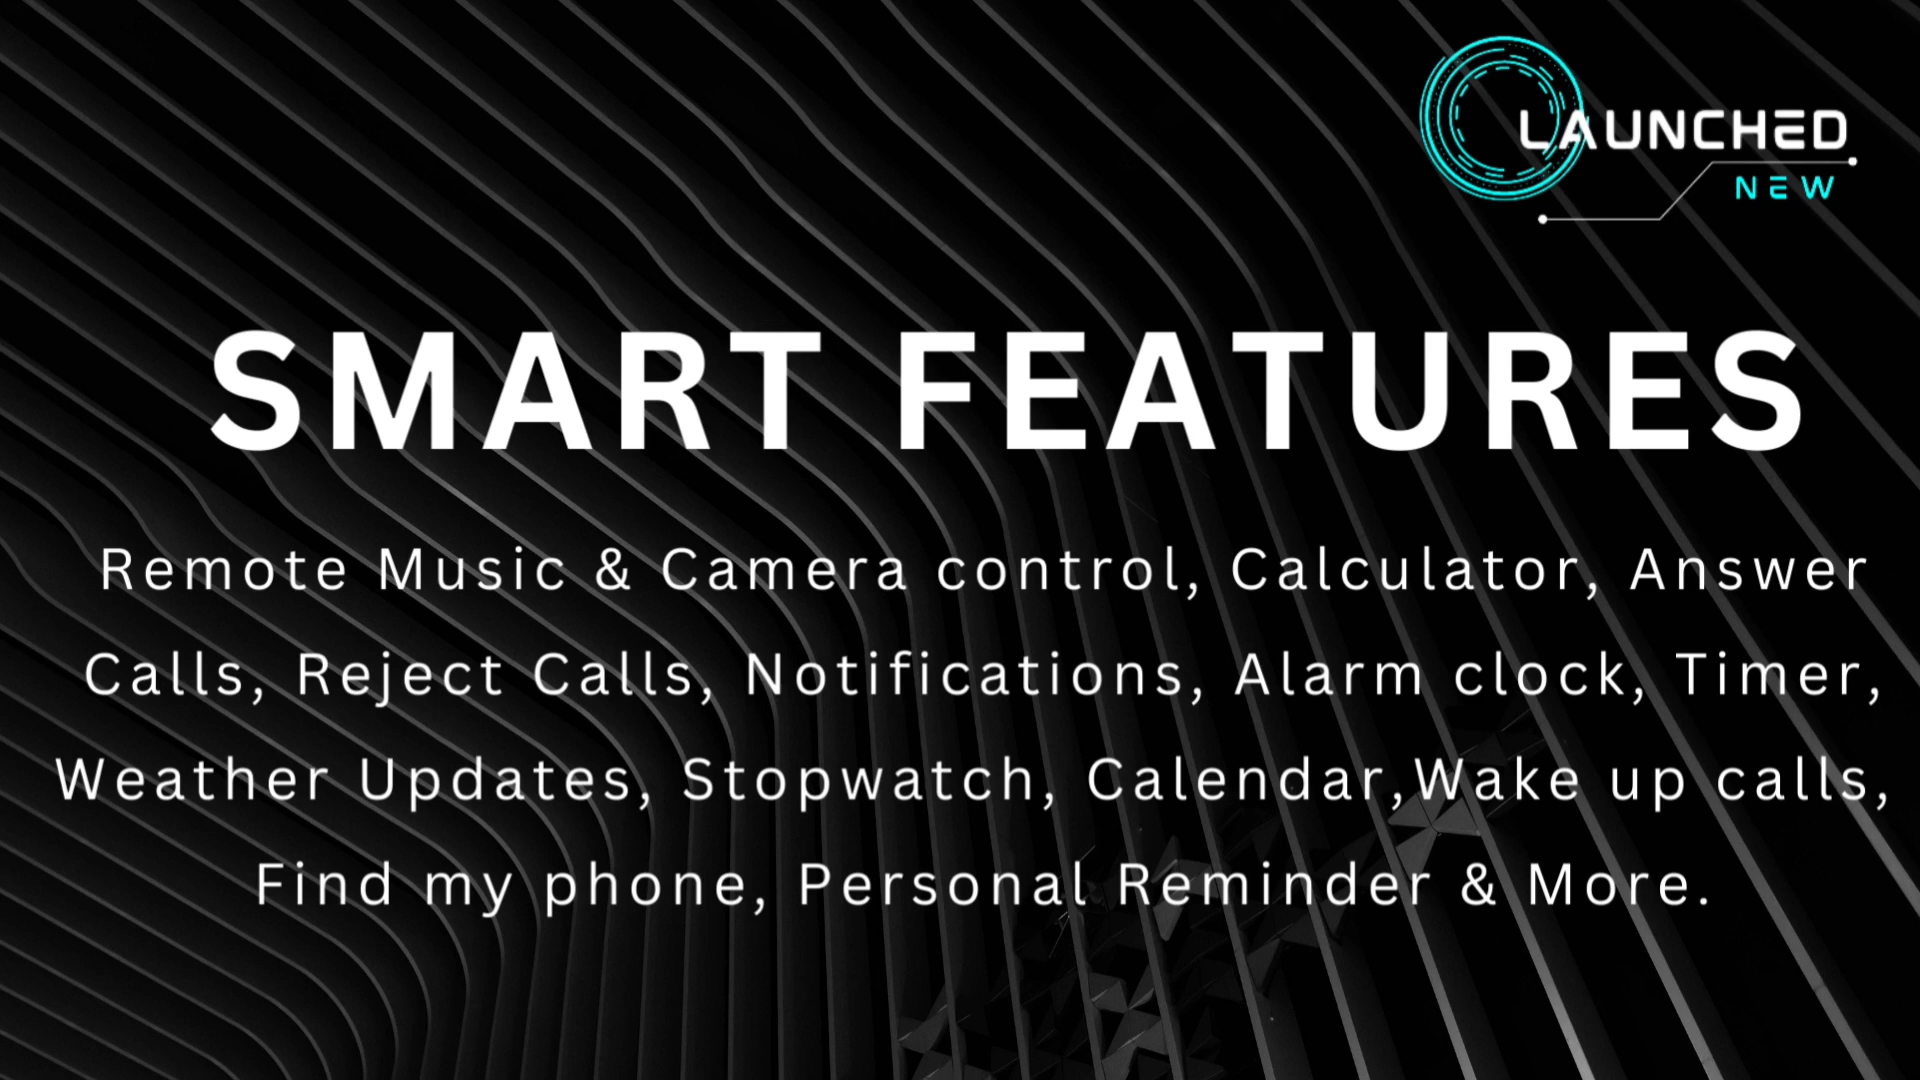 LAUNCHED
NEW
SMART FEATURES
Remote Music & Camera control, Calculator, Answer
Calls, Reject Calls, Notifications, Alarm clock, Timer,
Weather Updates, Stopwatch, Calendar,Wake up calls,
Find my phone, Personal Reminder & More.